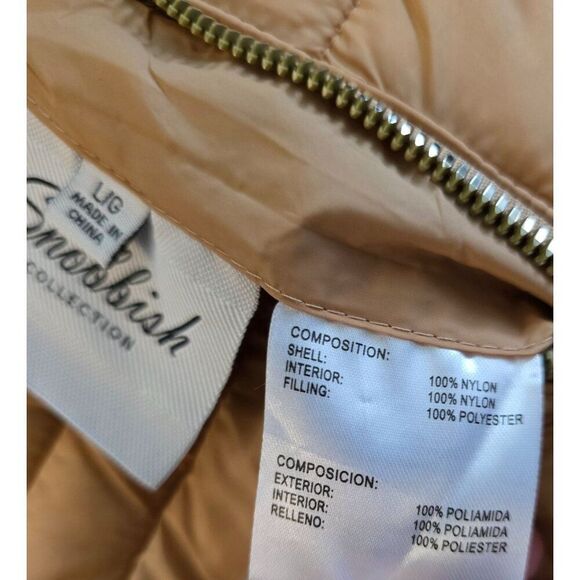 L/G
MADE IN
CHINA
Snoobish
COLLECTION
COMPOSITION:
SHELL: 100% NYLON
INTERIOR: 100% NYLON
FILLING: 100% POLYESTER
COMPOSICION:
EXTERIOR: 100% POLIAMIDA
INTERIOR: 100% POLIAMIDA
RELLENO: 100% POLIESTER